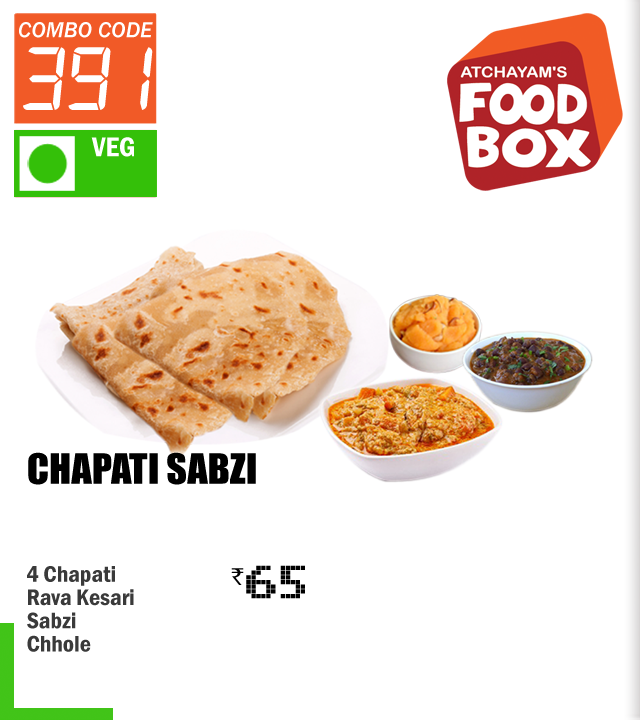 COMBO CODE
391
VEG
ATCHAYAM'S
FOOD
BOX
CHAPATI SABZI
4 Chapati
Rava Kesari
Sabzi
Chhole
₹65